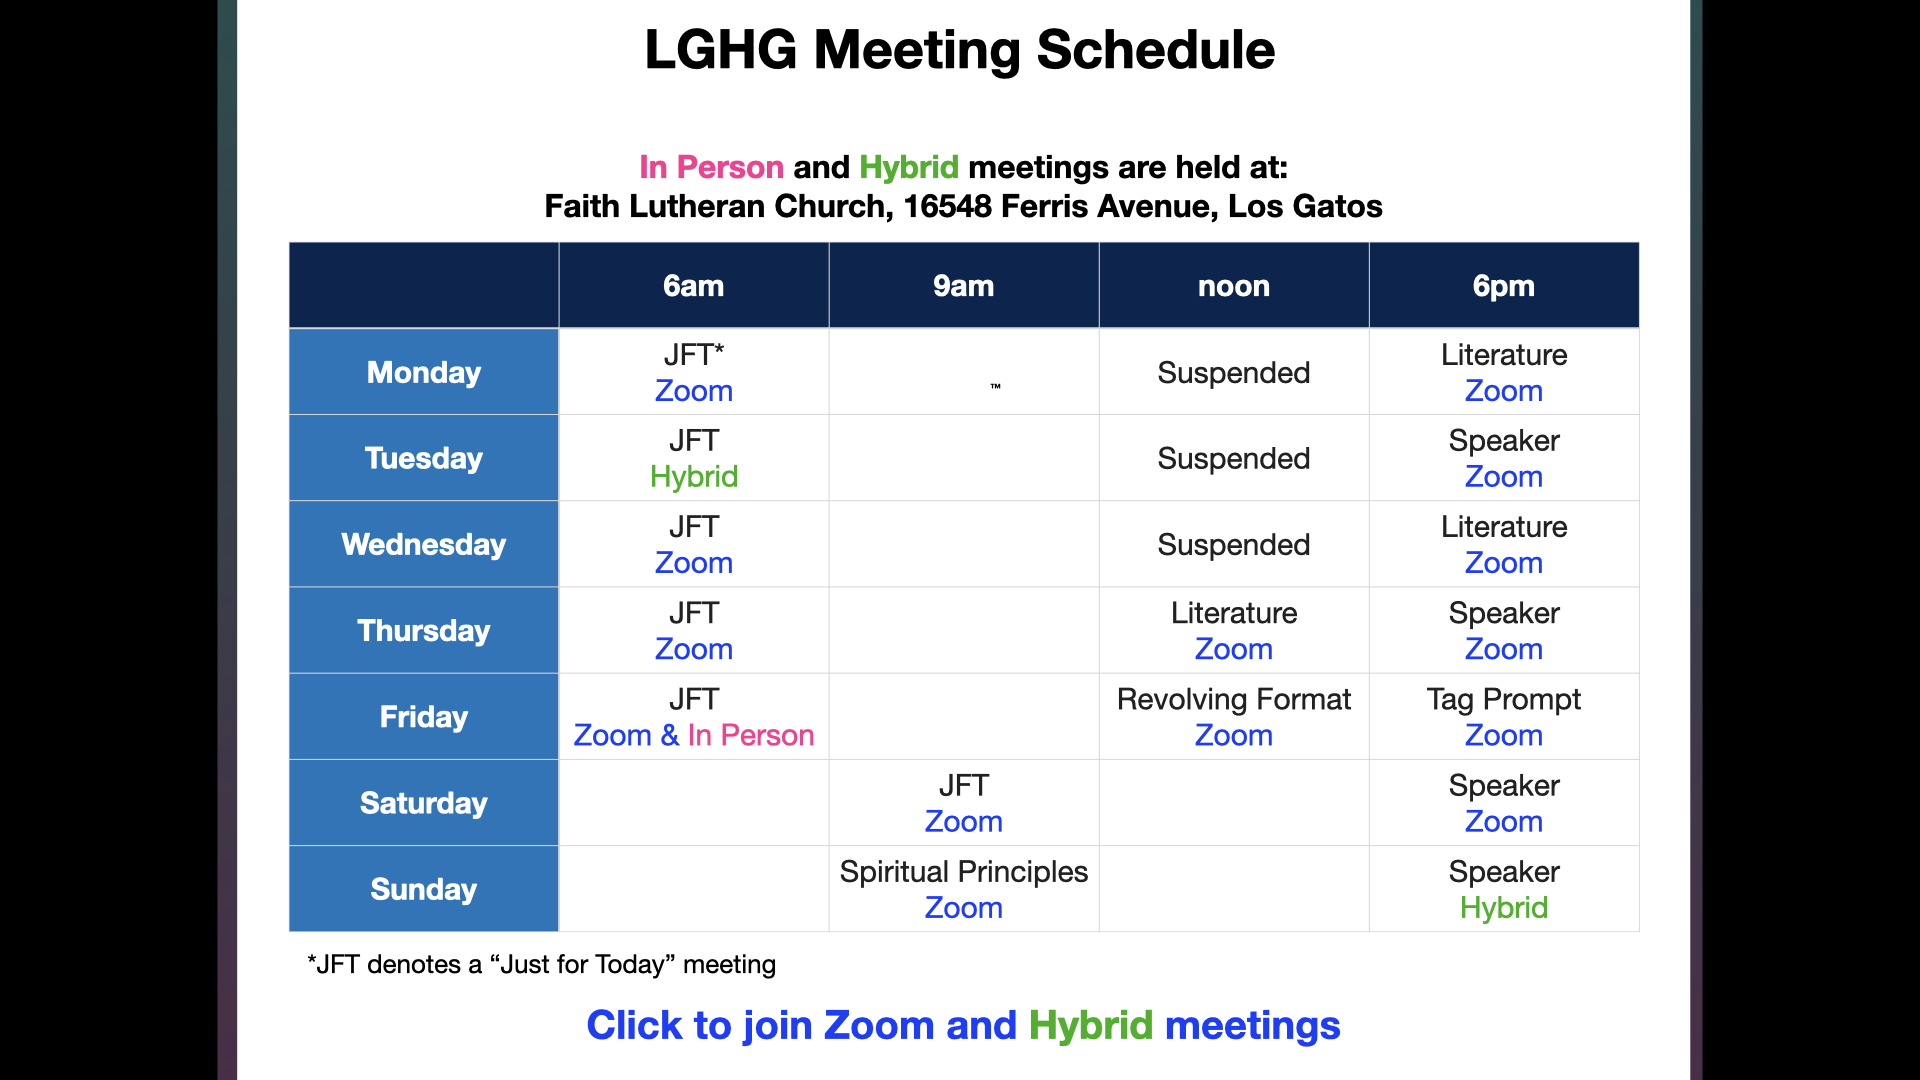 LGHG Meeting Schedule
In Person and Hybrid meetings are held at:
Faith Lutheran Church, 16548 Ferris Avenue, Los Gatos
6am 9am noon 6pm
Monday
JFT*
Zoom
™
Suspended
Literature
Zoom
Tuesday
JFT
Hybrid
Suspended
Speaker
Zoom
Wednesday
JFT
Zoom
Suspended
Literature
Zoom
Thursday
JFT
Zoom
Literature
Zoom
Speaker
Zoom
Friday
JFT
Zoom & In Person
Revolving Format
Zoom
Tag Prompt
Zoom
Saturday
JFT
Zoom
Speaker
Zoom
Sunday
Spiritual Principles
Zoom
Speaker
Hybrid
*JFT denotes a “Just for Today” meeting
Click to join Zoom and Hybrid meetings